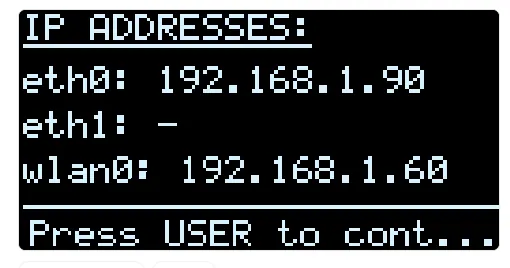 IP ADDRESSES:
eth0: 192.168.1.90
eth1: -
wlan0: 192.168.1.60
Press USER to cont...